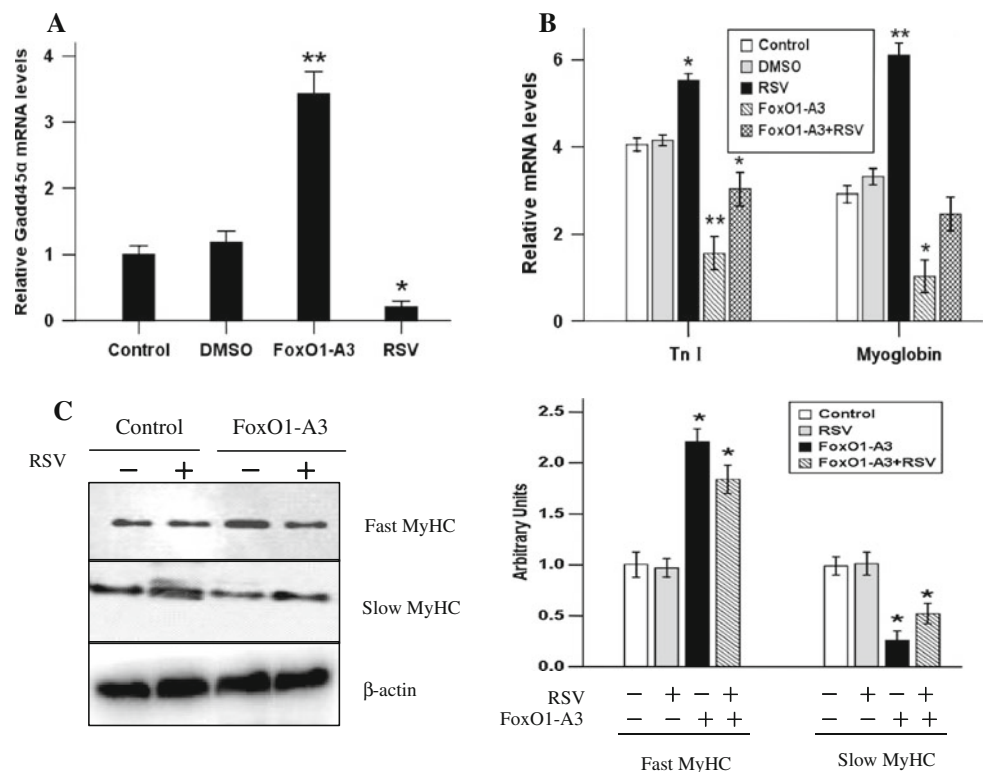 A
Relative Gadd45α mRNA levels
4
3
2
1
0
**
*
Control DMSO FoxO1-A3 RSV
B
Relative mRNA levels
6
4
2
0
Control
DMSO
RSV
FoxO1-A3
FoxO1-A3+RSV
*
**
*
**
*
Tn I Myoglobin
C
Control FoxO1-A3
RSV − + − +
Fast MyHC
Slow MyHC
β-actin
Arbitrary Units
2.5
2.0
1.5
1.0
0.5
0.0
Control
RSV
FoxO1-A3
FoxO1-A3+RSV
* *
* *
RSV − + − + − + − +
FoxO1-A3 − − + + − − + +
Fast MyHC Slow MyHC